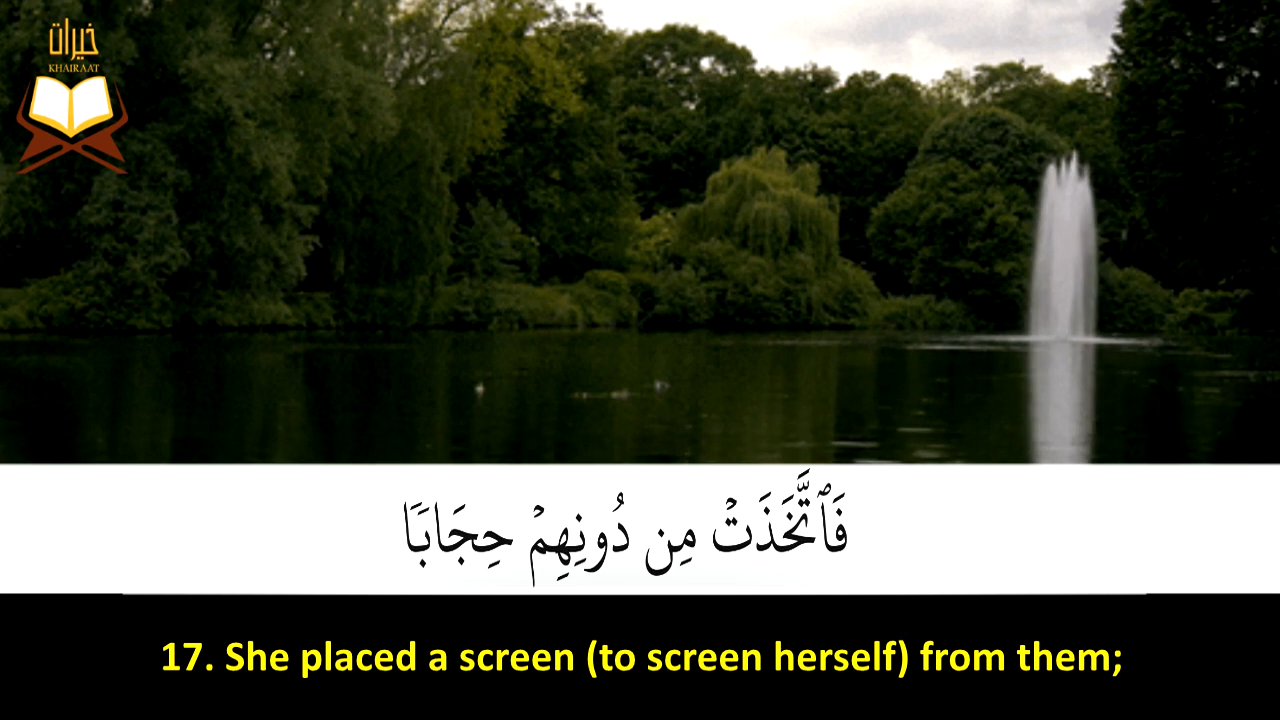 خيرات
KHAIRAAT
فَٱتَّخَذَتْ مِن دُونِهِمْ حِجَابًا
17. She placed a screen (to screen herself) from them;